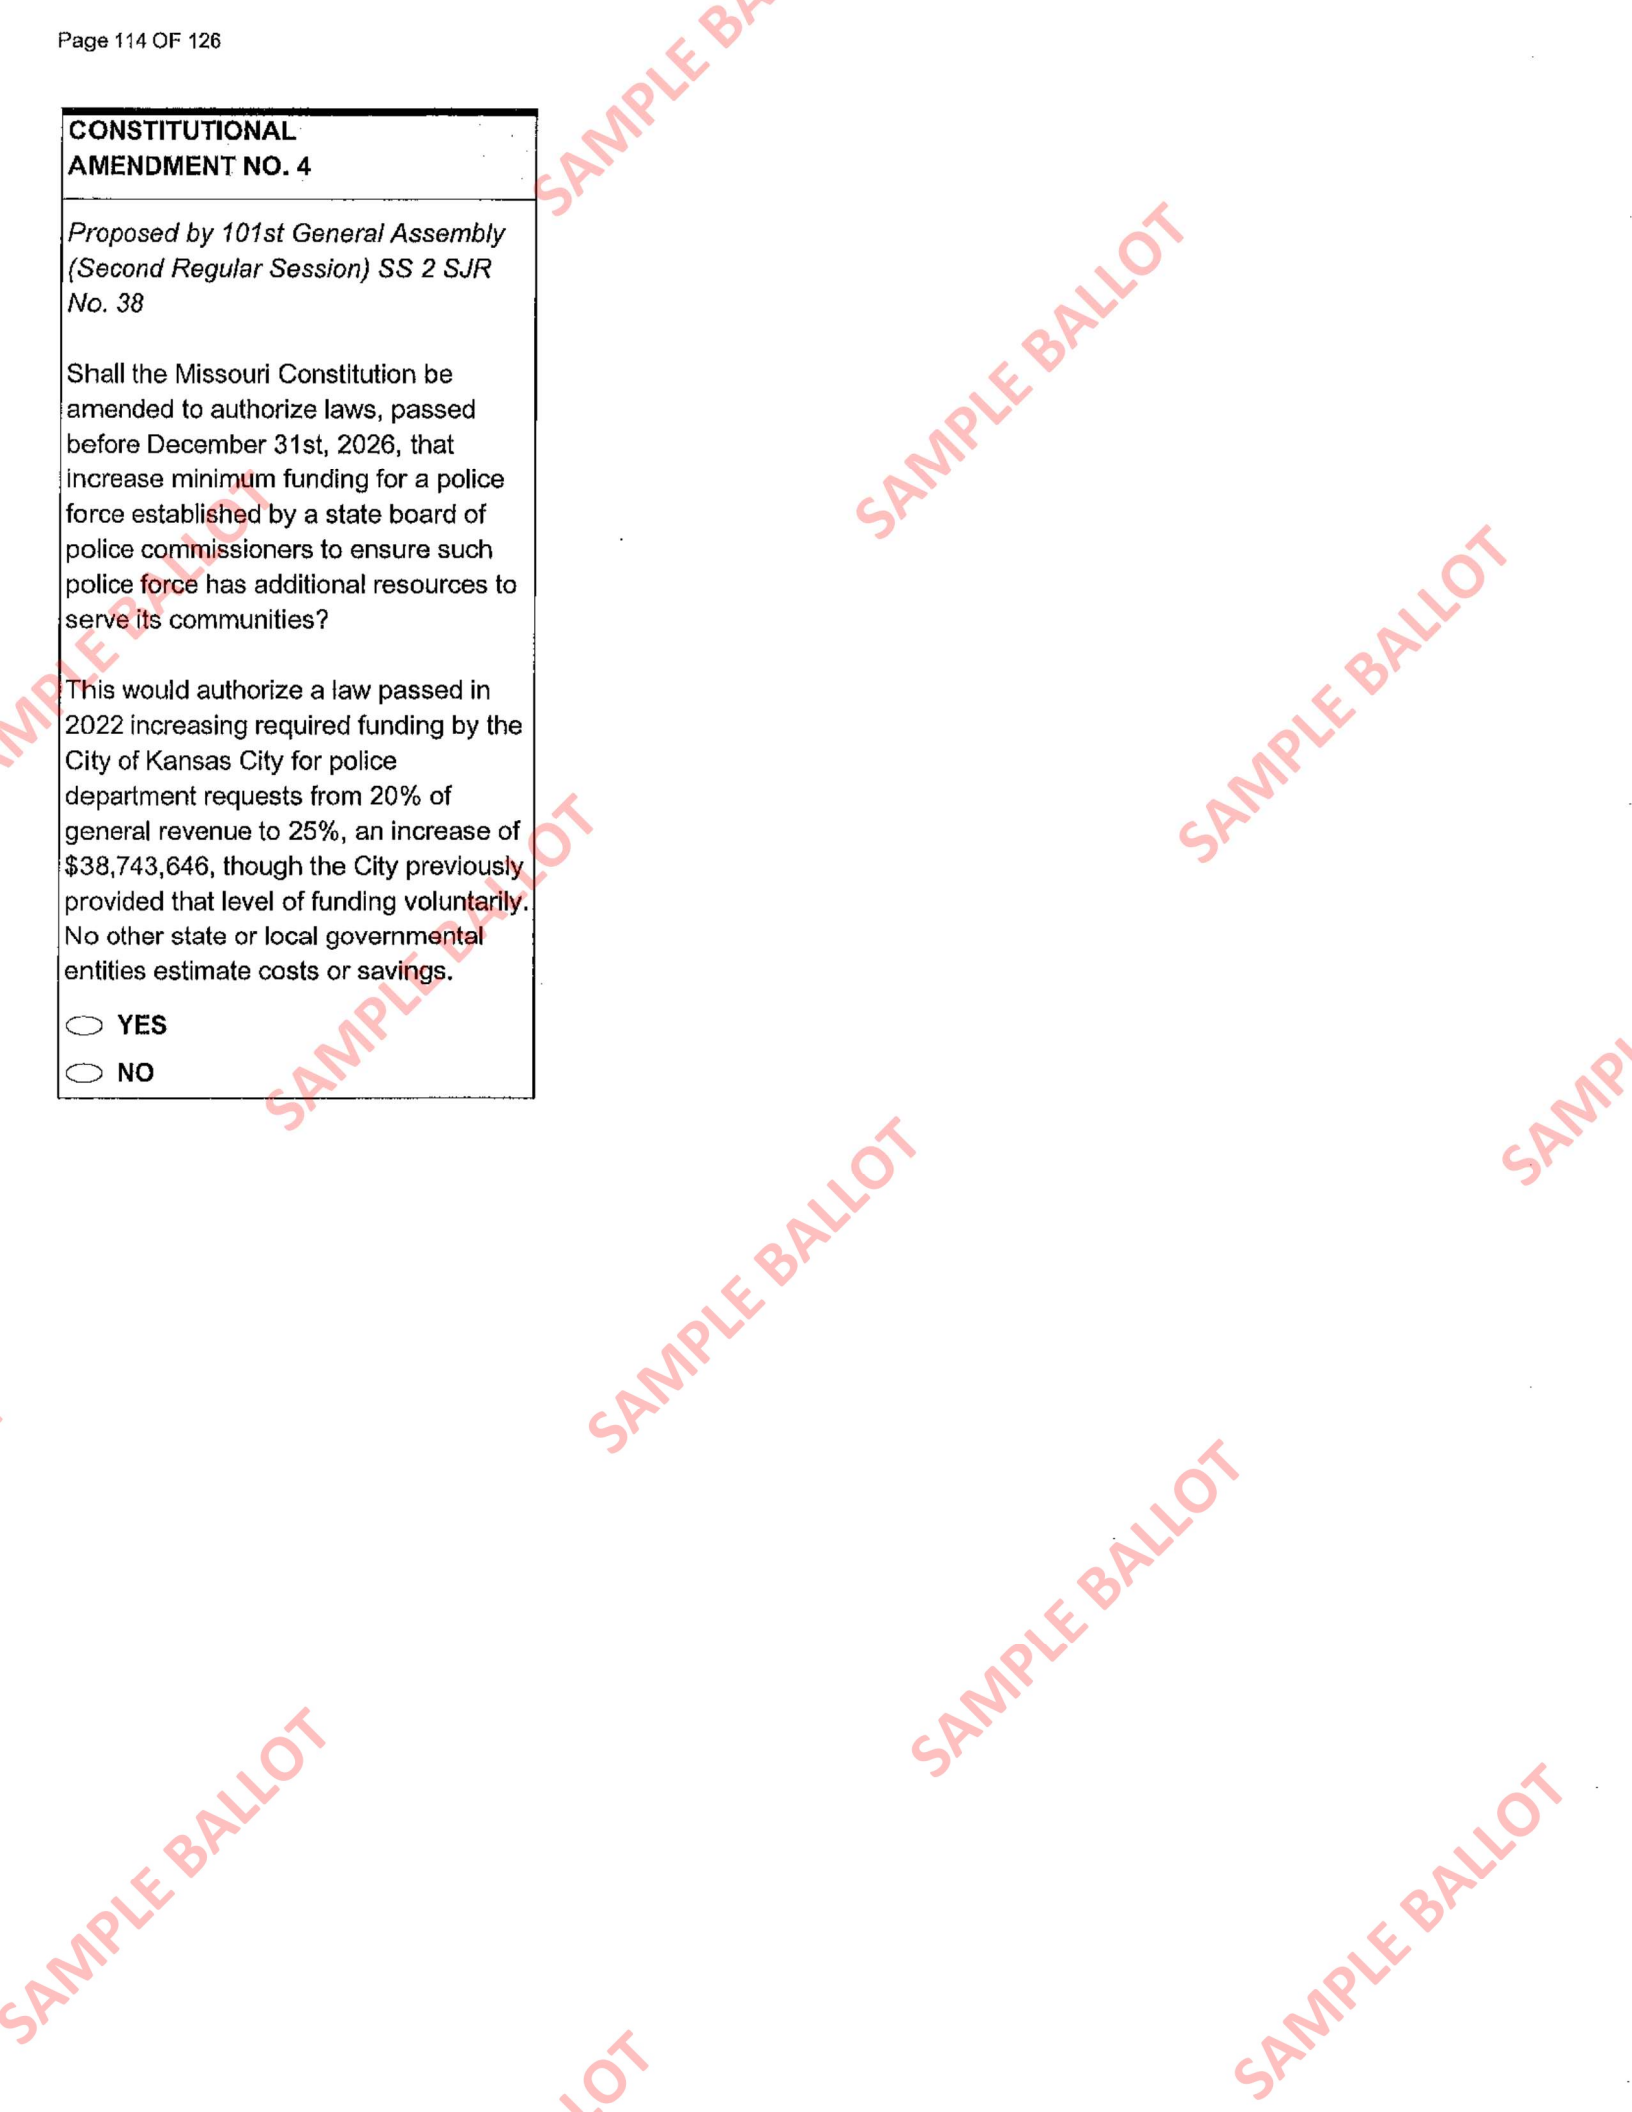 Page 114 OF 126
CONSTITUTIONAL
AMENDMENT NO. 4
Proposed by 101st General Assembly
(Second Regular Session) SS 2 SJR
No. 38
Shall the Missouri Constitution be
amended to authorize laws, passed
before December 31st, 2026, that
increase minimum funding for a police
force established by a state board of
police commissioners to ensure such
police force has additional resources to
serve its communities?
This would authorize a law passed in
2022 increasing required funding by the
City of Kansas City for police
department requests from 20% of
general revenue to 25%, an increase of
$38,743,646, though the City previously
provided that level of funding voluntarily.
No other state or local governmental
entities estimate costs or savings.
YES
NO
SAMPLE BA
SAMPLE BALLOT
SAMPLE BALLOT
AMPLE BALLOT
SAMPLE BALLOT
SAMPL
SAMPLE BALLOT
SAMPLE BALLOT
SAMPLE BALLOT
SAMPLE BALLOT
LOT